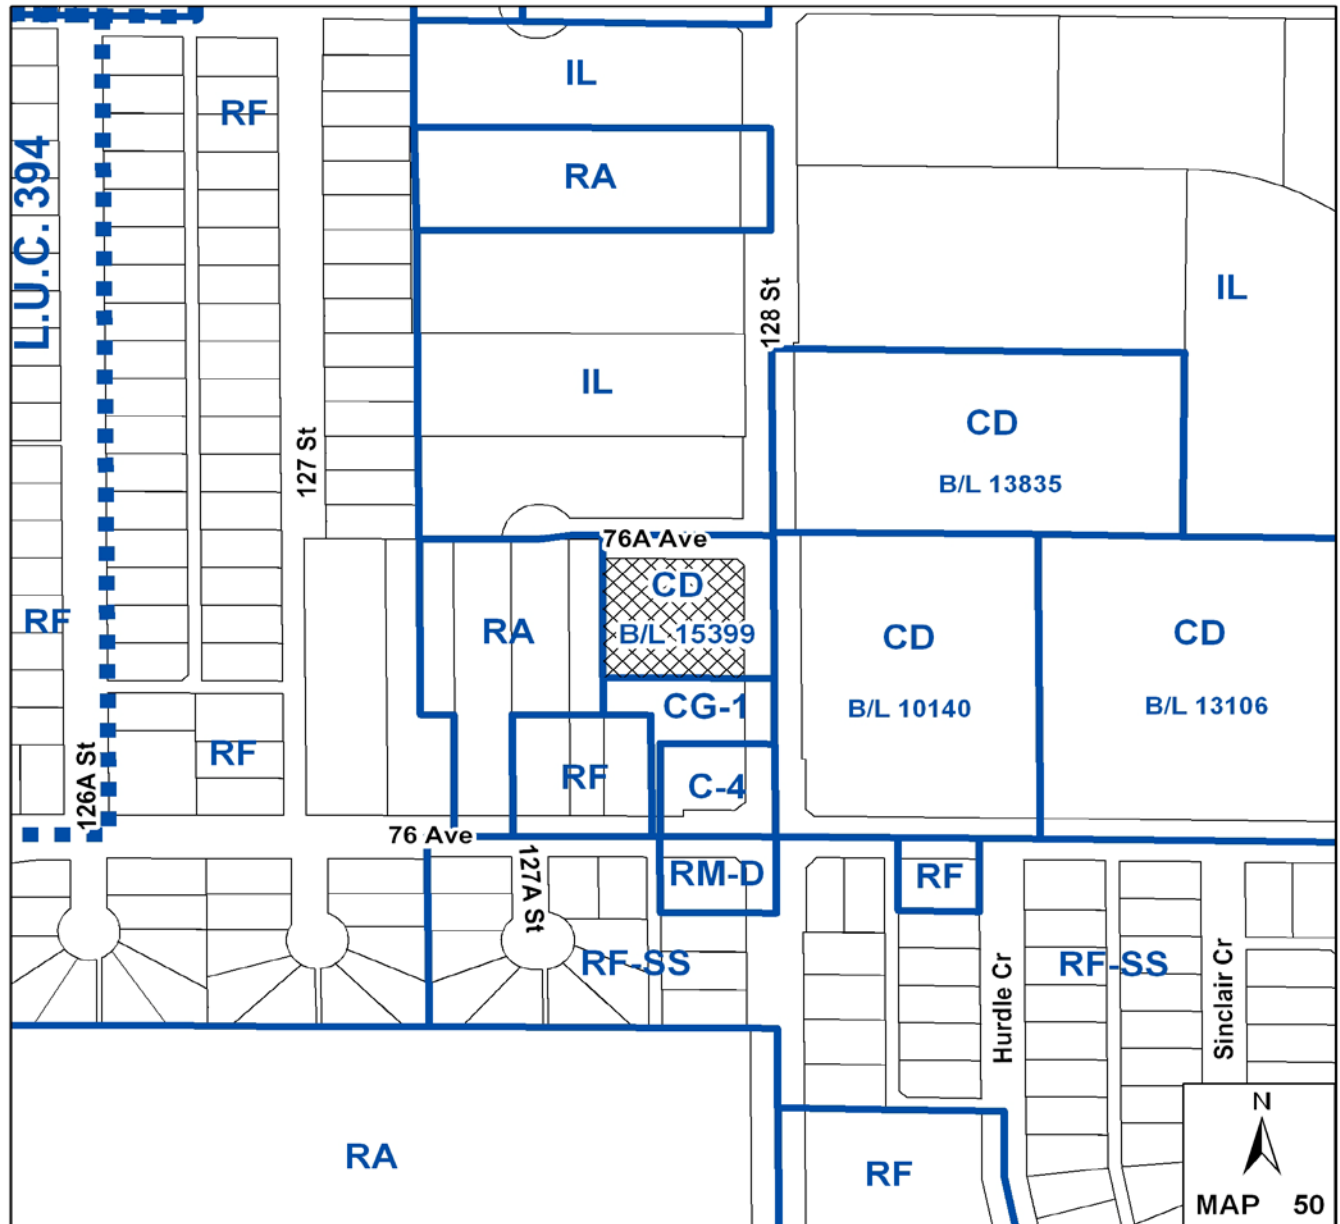 IL
RF
L.U.C. 394
RA
IL
128 St
IL
CD
127 St
B/L 13835
76A Ave
CD
RF
RA
B/L 15399
CD
CD
CG-1
B/L 10140
B/L 13106
RF
126A St
RF
C-4
76 Ave
127A St
RM-D
RF
RF-SS
RF-SS
Hurdle Cr
Sinclair Cr
N
RA
RF
MAP 50